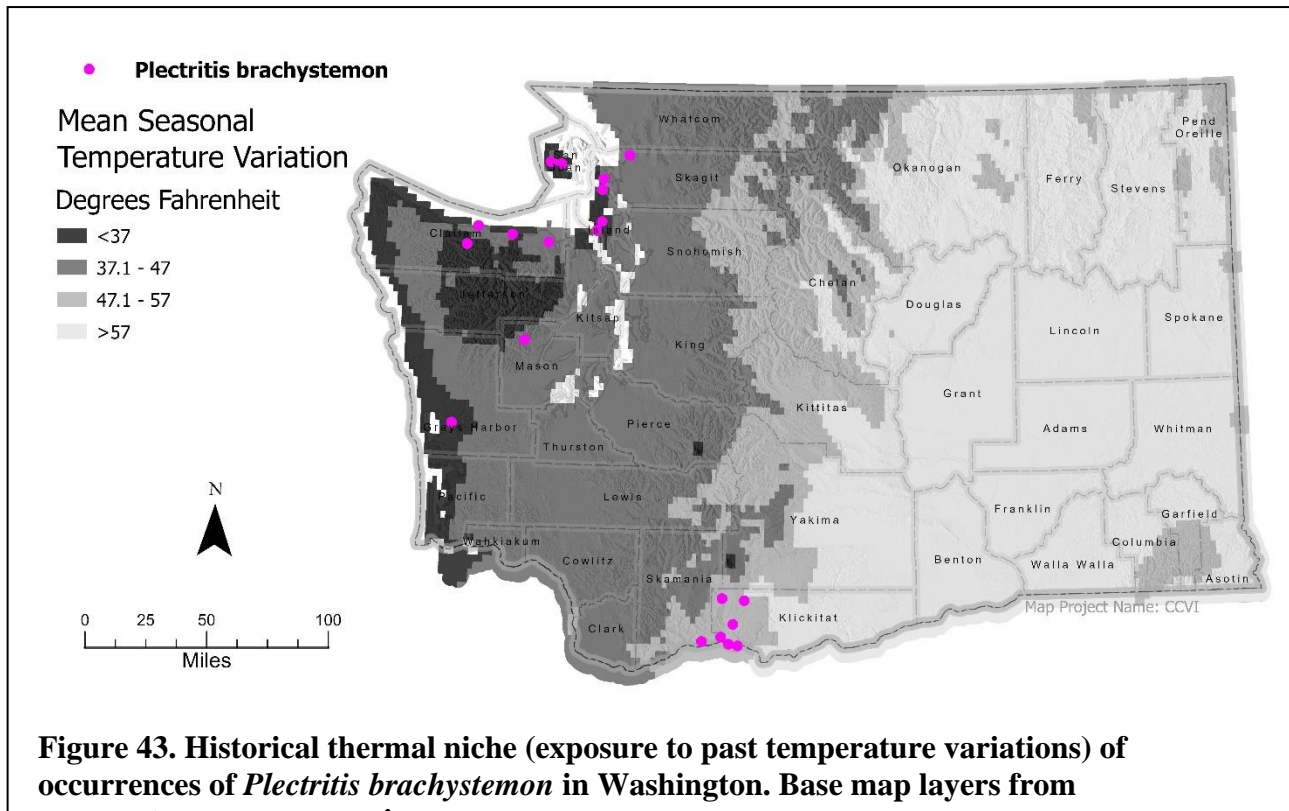 Plectritis brachystemon
Mean Seasonal
Temperature Variation
Degrees Fahrenheit
<37
37.1 - 47
47.1 - 57
>57
N
0 25 50 100
Miles
Whatcom
San
Juan
Skagit
Island
Clallam
Snohomish
Jefferson
Kitsap
King
Mason
Grays Harbor
Thurston
Pierce
Pacific
Lewis
Wahkiakum
Cowlitz
Skamania
Clark
Okanogan
Ferry
Stevens
Pend
Oreille
Chelan
Douglas
Lincoln
Spokane
Grant
Kittitas
Adams
Whitman
Yakima
Franklin
Garfield
Columbia
Benton
Walla Walla
Asotin
Klickitat
Map Project Name: CCVI
Figure 43. Historical thermal niche (exposure to past temperature variations) of
occurrences of Plectritis brachystemon in Washington. Base map layers from